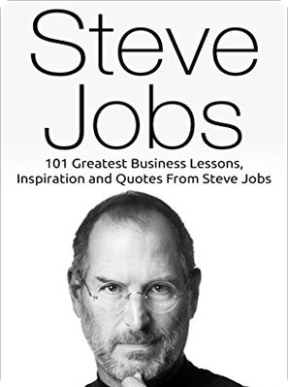 Steve
Jobs
101 Greatest Business Lessons,
Inspiration and Quotes From Steve Jobs